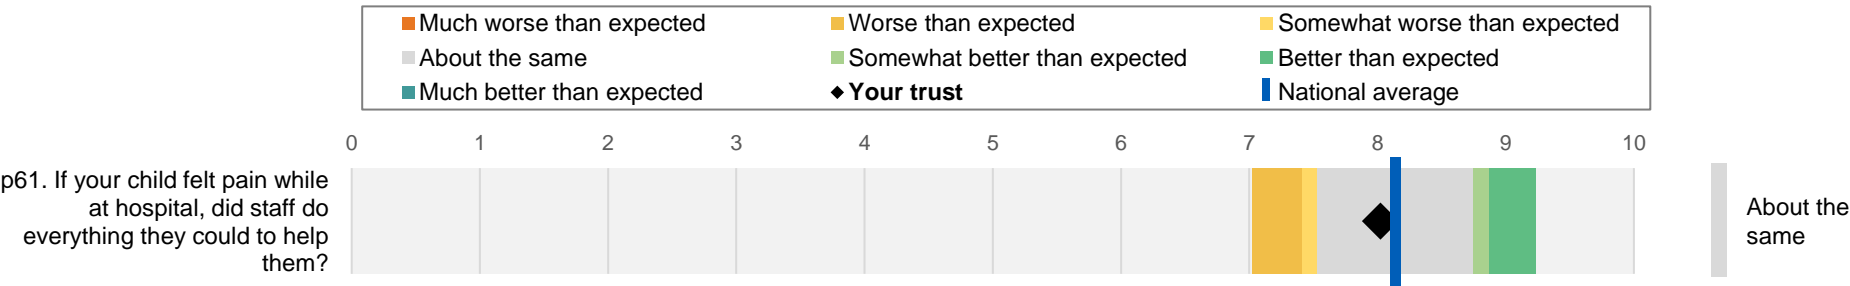 Much worse than expected
Worse than expected
Somewhat worse than expected
About the same
Somewhat better than expected
Better than expected
Much better than expected
Your trust
National average
0 1 2 3 4 5 6 7 8 9 10
p61. If your child felt pain while
at hospital, did staff do
everything they could to help
them?
About the
same